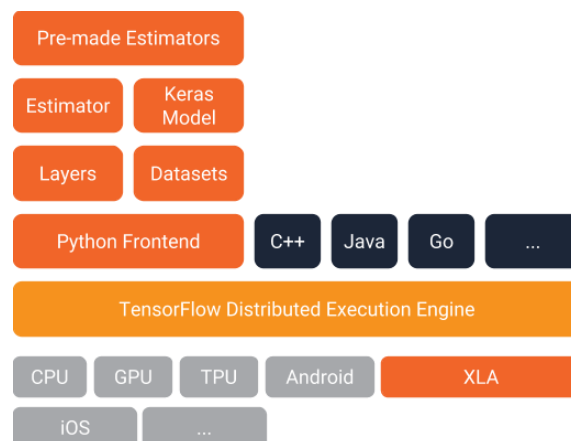 Pre-made Estimators
Estimator
Keras
Model
Layers
Datasets
Python Frontend
C++
Java
Go
...
TensorFlow Distributed Execution Engine
CPU
GPU
TPU
Android
XLA
iOS
...